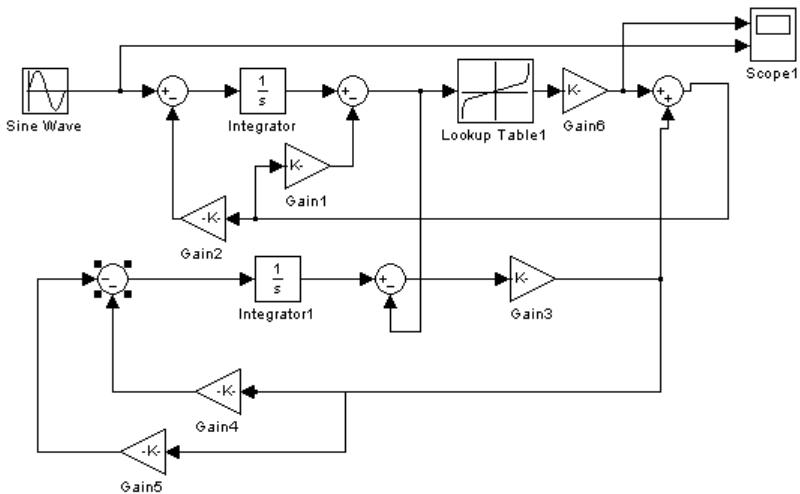 Scope1
Sine Wave
+
−
1
s
Integrator
+
−
Lookup Table1
K-
Gain6
+
+
K-
Gain1
-K-
Gain2
−
−
1
s
Integrator1
+
−
K-
Gain3
-K-
Gain4
-K-
Gain5